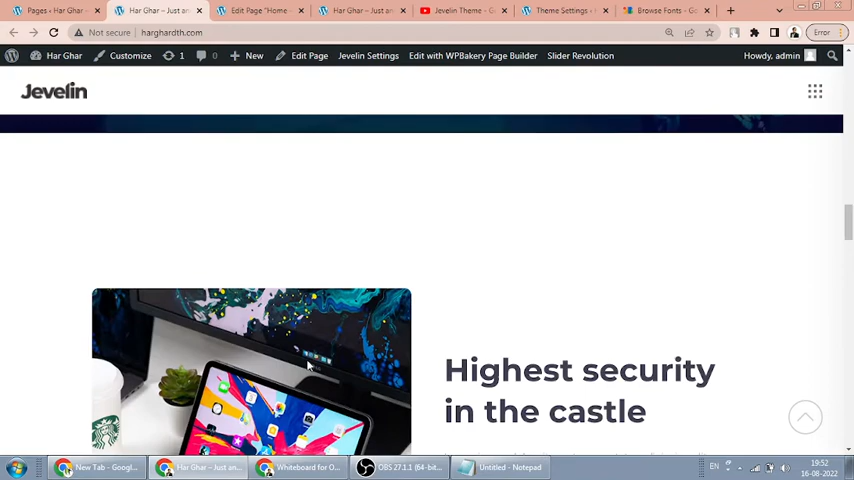 Pages ‹ Har Ghar
Har Ghar – Just an
Edit Page "Home
Har Ghar – Just an
Jevelin Theme - G
Theme Settings ‹ H
Browse Fonts - Go
Not secure
harghardth.com
Error
Har Ghar
Customize
1
0
New
Edit Page
Jevelin Settings
Edit with WPBakery Page Builder
Slider Revolution
Howdy, admin
Jevelin
Highest security
in the castle
New Tab - Googl...
Har Ghar – Just an...
Whiteboard for O...
OBS 27.1.1 (64-bit...
Untitled - Notepad
EN
19:52
16-08-2022